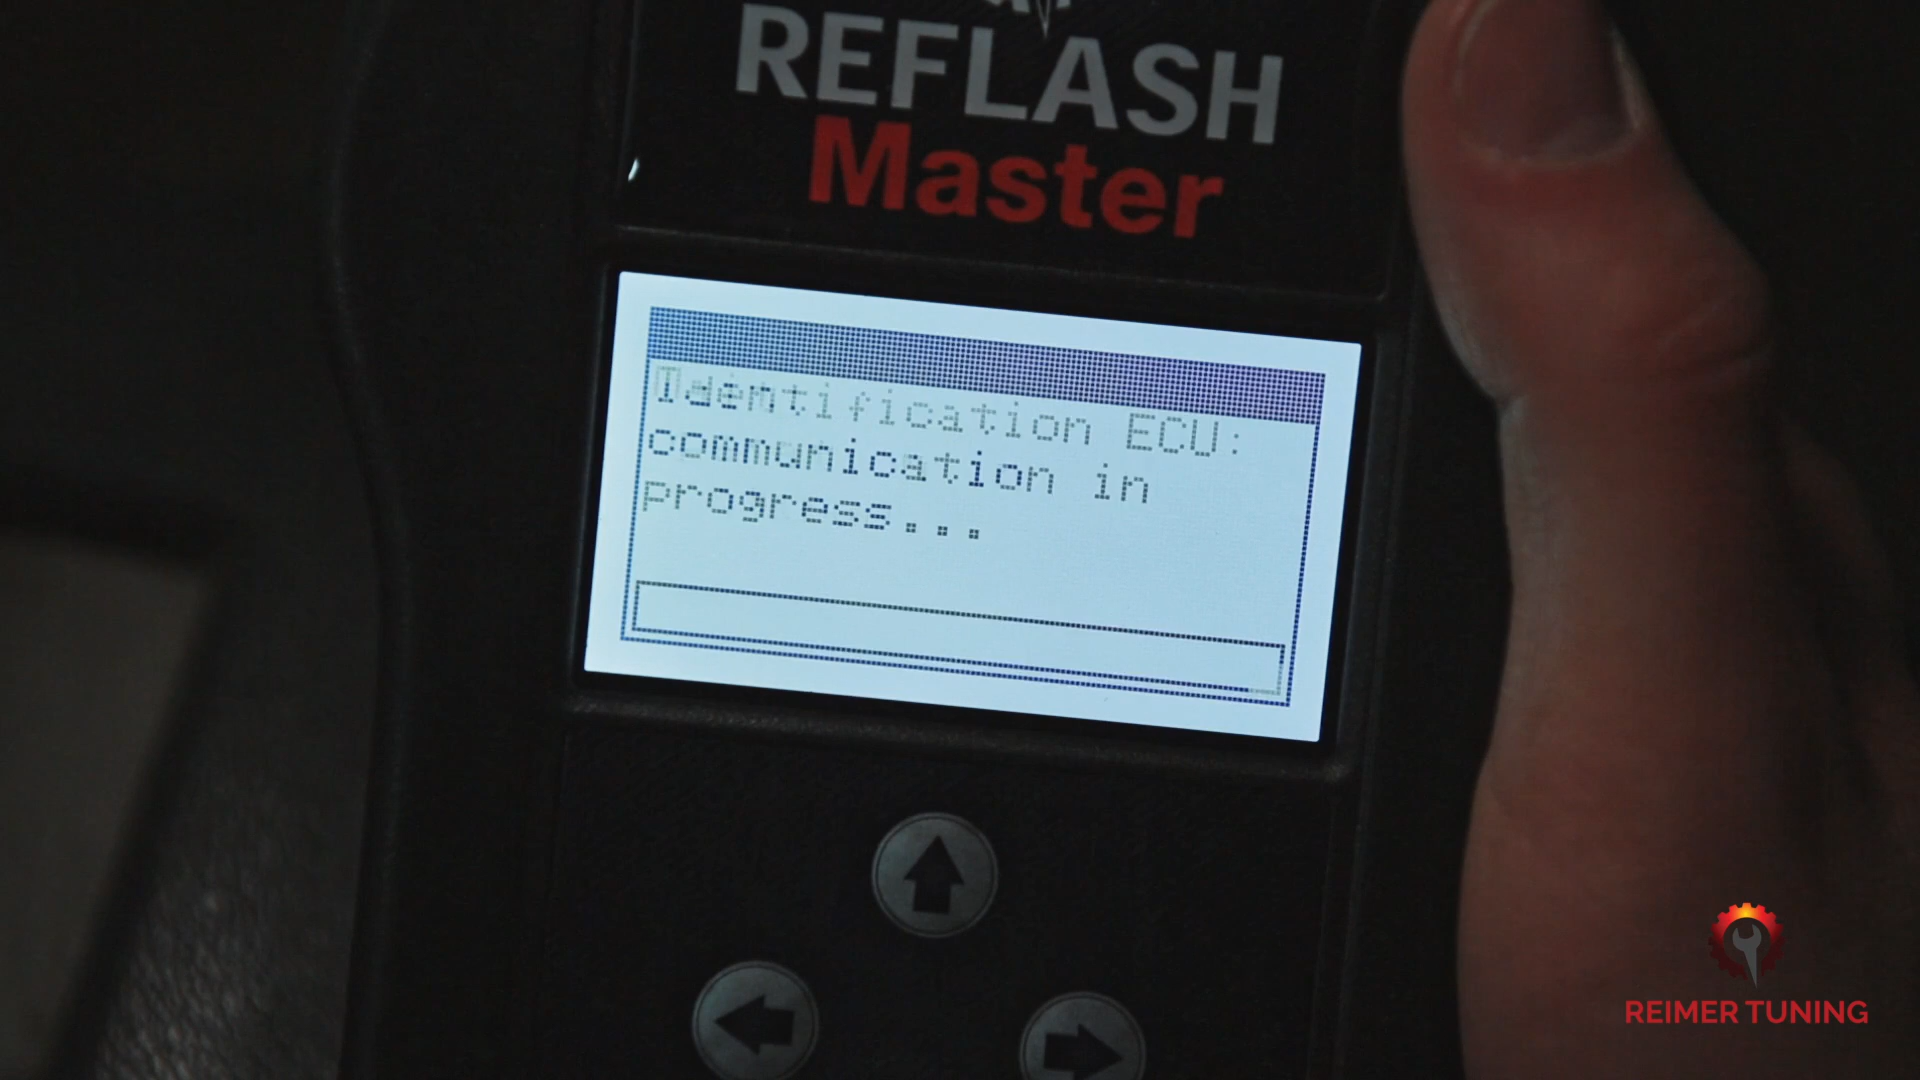 REFLASH
Master
Identification ECU:
communication in
progress...
REIMER TUNING